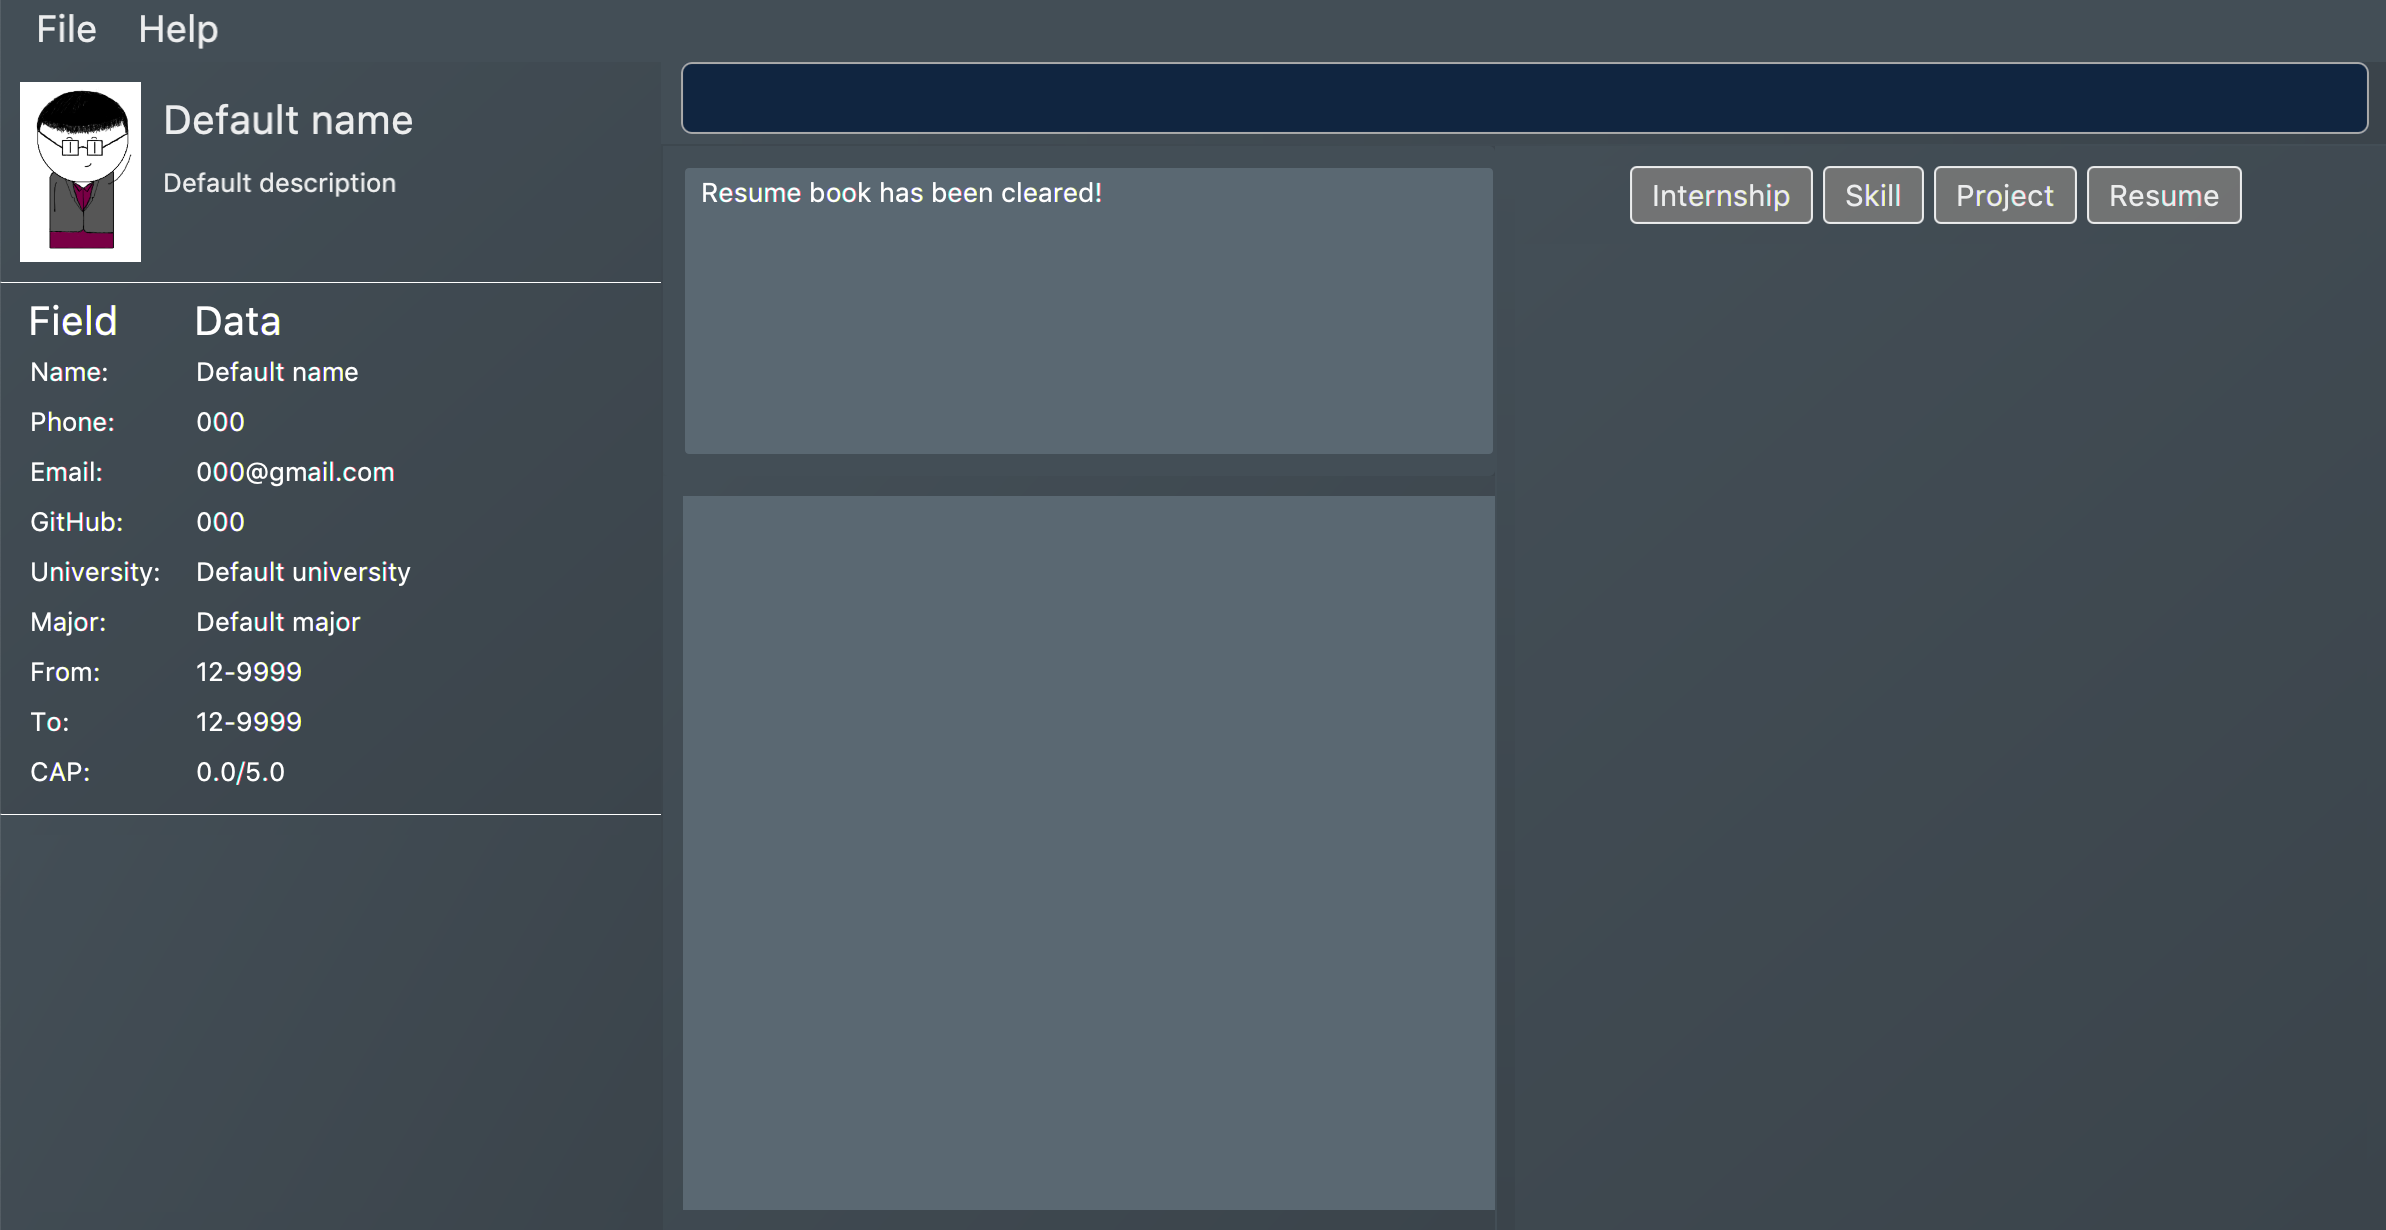 File Help
Default name
Default description
Field Data
Name: Default name
Phone: 000
Email: 000@gmail.com
GitHub: 000
University: Default university
Major: Default major
From: 12-9999
To: 12-9999
CAP: 0.0/5.0
Resume book has been cleared!
Internship Skill Project Resume